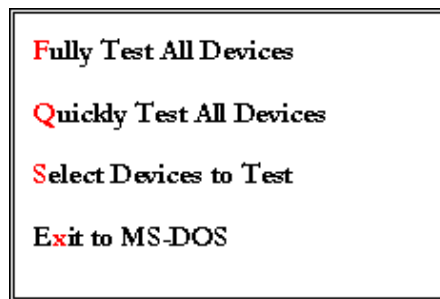 Fully Test All Devices
Quickly Test All Devices
Select Devices to Test
Exit to MS-DOS